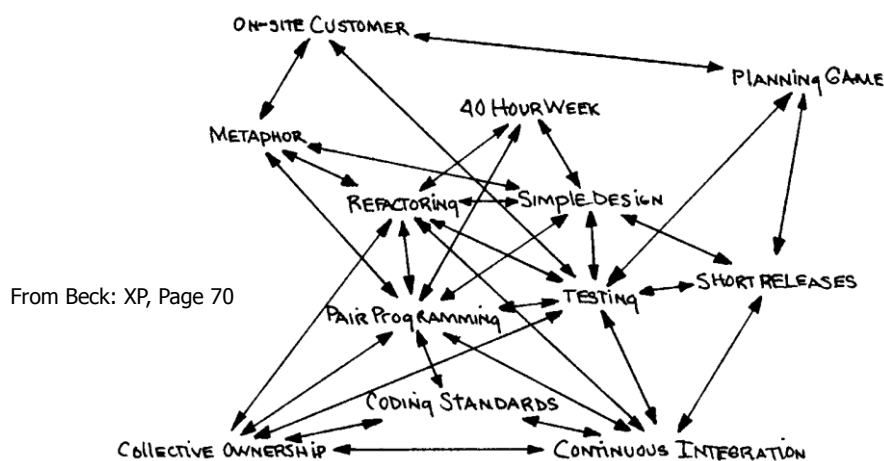 ON-SITE CUSTOMER
PLANNING GAME
40 HOUR WEEK
METAPHOR
REFACTORING
SIMPLE DESIGN
SHORT RELEASES
From Beck: XP, Page 70
TESTING
PAIR PROGRAMMING
CODING STANDARDS
COLLECTIVE OWNERSHIP
CONTINUOUS INTEGRATION